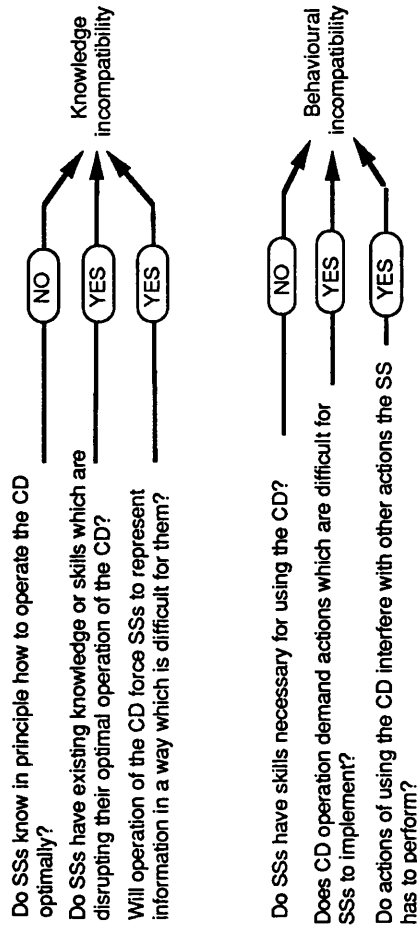 Do SSs know in principle how to operate the CD
optimally?
NO
Do SSs have existing knowledge or skills which are
disrupting their optimal operation of the CD?
YES
Will operation of the CD force SSs to represent
information in a way which is difficult for them?
YES
Knowledge
incompatibility
Do SSs have skills necessary for using the CD?
NO
Does CD operation demand actions which are difficult for
SSs to implement?
YES
Do actions of using the CD interfere with other actions the SS
has to perform?
YES
Behavioural
incompatibility